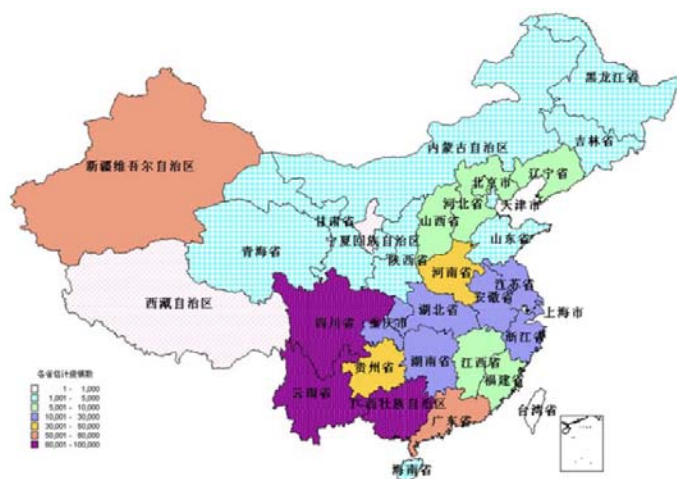 黑龙江省
吉林省
内蒙古自治区
新疆维吾尔自治区
辽宁省
北京市
天津市
河北省
山西省
甘肃省
宁夏回族自治区
山东省
青海省
陕西省
河南省
江苏省
西藏自治区
安徽省
上海市
湖北省
四川省
重庆市
浙江省
湖南省
江西省
贵州省
福建省
云南省
广西壮族自治区
台湾省
广东省
海南省
1 - 1,000
1,001 - 5,000
5,001 - 10,000
10,001 - 30,000
30,001 - 50,000
50,001 - 80,000
80,001 - 100,000